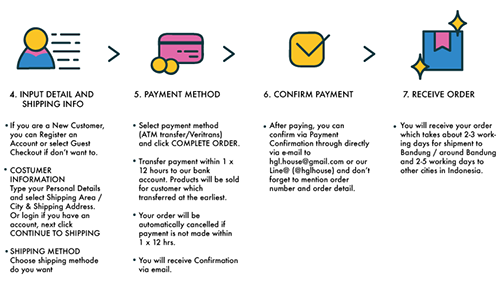 4. INPUT DETAIL AND
SHIPPING INFO
• If you are a New Customer,
you can Register an
Account or select Guest
Checkout if don't want to.
• COSTUMER
INFORMATION
Type your Personal Details
and select Shipping Area /
City & Shipping Address.
Or login if you have an
account, next click
CONTINUE TO SHIPPING
• SHIPPING METHOD
Choose shipping methode
do you want
5. PAYMENT METHOD
• Select payment method
(ATM transfer/Veritrans)
and click COMPLETE ORDER.
• Transfer payment within 1 x
12 hours to our bank
account. Products will be sold
for customer which
transferred at the earliest.
• Your order will be
automatically cancelled if
payment is not made within
1 x 12 hrs.
• You will receive Confirmation
via email.
6. CONFIRM PAYMENT
• After paying, you can
confirm via Payment
Confirmation through directly
via e-mail to
hgl.house@gmail.com or our
Line@ (@hglhouse) and don't
forget to mention order
number and order detail.
7. RECEIVE ORDER
• You will receive your order
which takes about 2-3 work-
ing days for shipment to
Bandung / around Bandung
and 2-5 working days to
other cities in Indonesia.